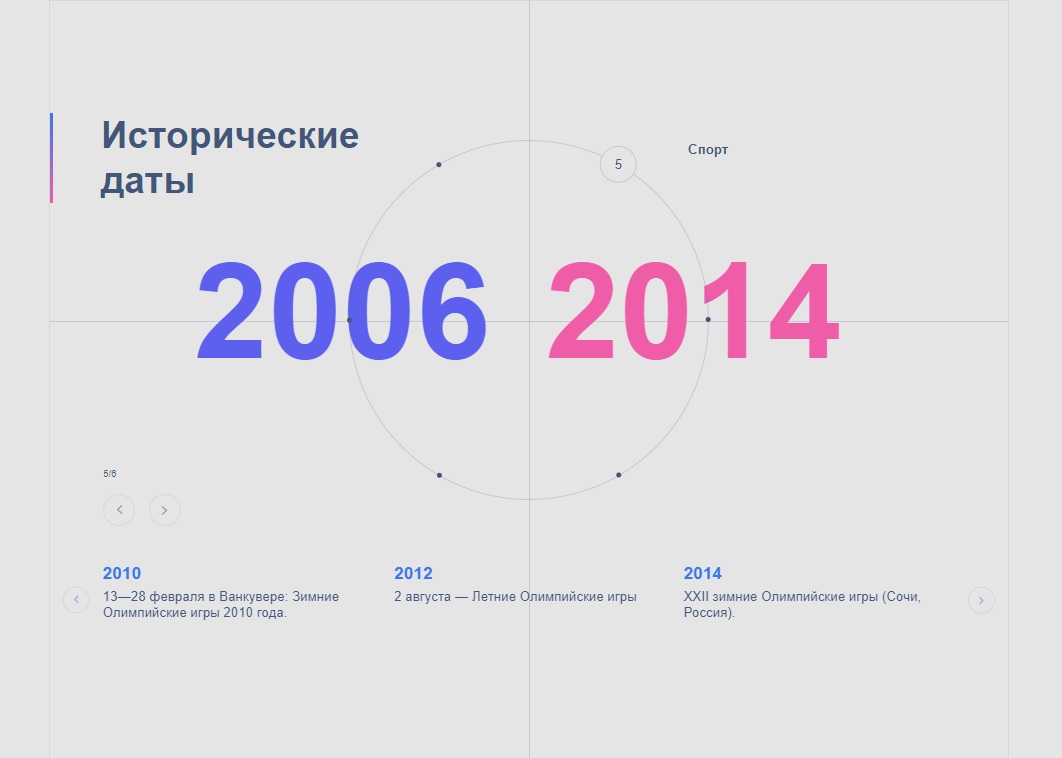 Исторические
даты
5
Спорт
2006 2014
5/6
2010
13—28 февраля в Ванкувере: Зимние
Олимпийские игры 2010 года.
2012
2 августа — Летние Олимпийские игры
2014
XXII зимние Олимпийские игры (Сочи,
Россия).